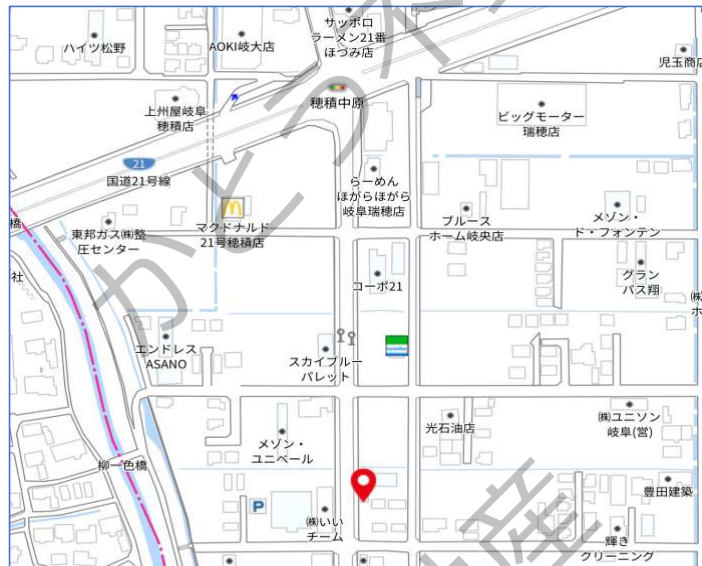 サッポロ
ラーメン21番
ほづみ店
ハイツ松野
AOKI岐大店
児玉商店
上州屋岐阜
穂積店
穂積中原
ビッグモーター
瑞穂店
21
国道21号線
らーめん
ほがらほがら
岐阜瑞穂店
橋
東邦ガス㈱整
圧センター
マクドナルド
21号穂積店
ブルース
ホーム岐央店
メゾン・
ド・フォンテン
社
コーポ21
グラン
パス翔
㈱
ホ
エンドレス
ASANO
スカイブルー
パレット
FamilyMart
メゾン・
ユニベール
光石油店
㈱ユニソン
岐阜(営)
柳一色橋
豊田建築
P
㈱いい
チーム
輝き
クリーニング
かとう不動産